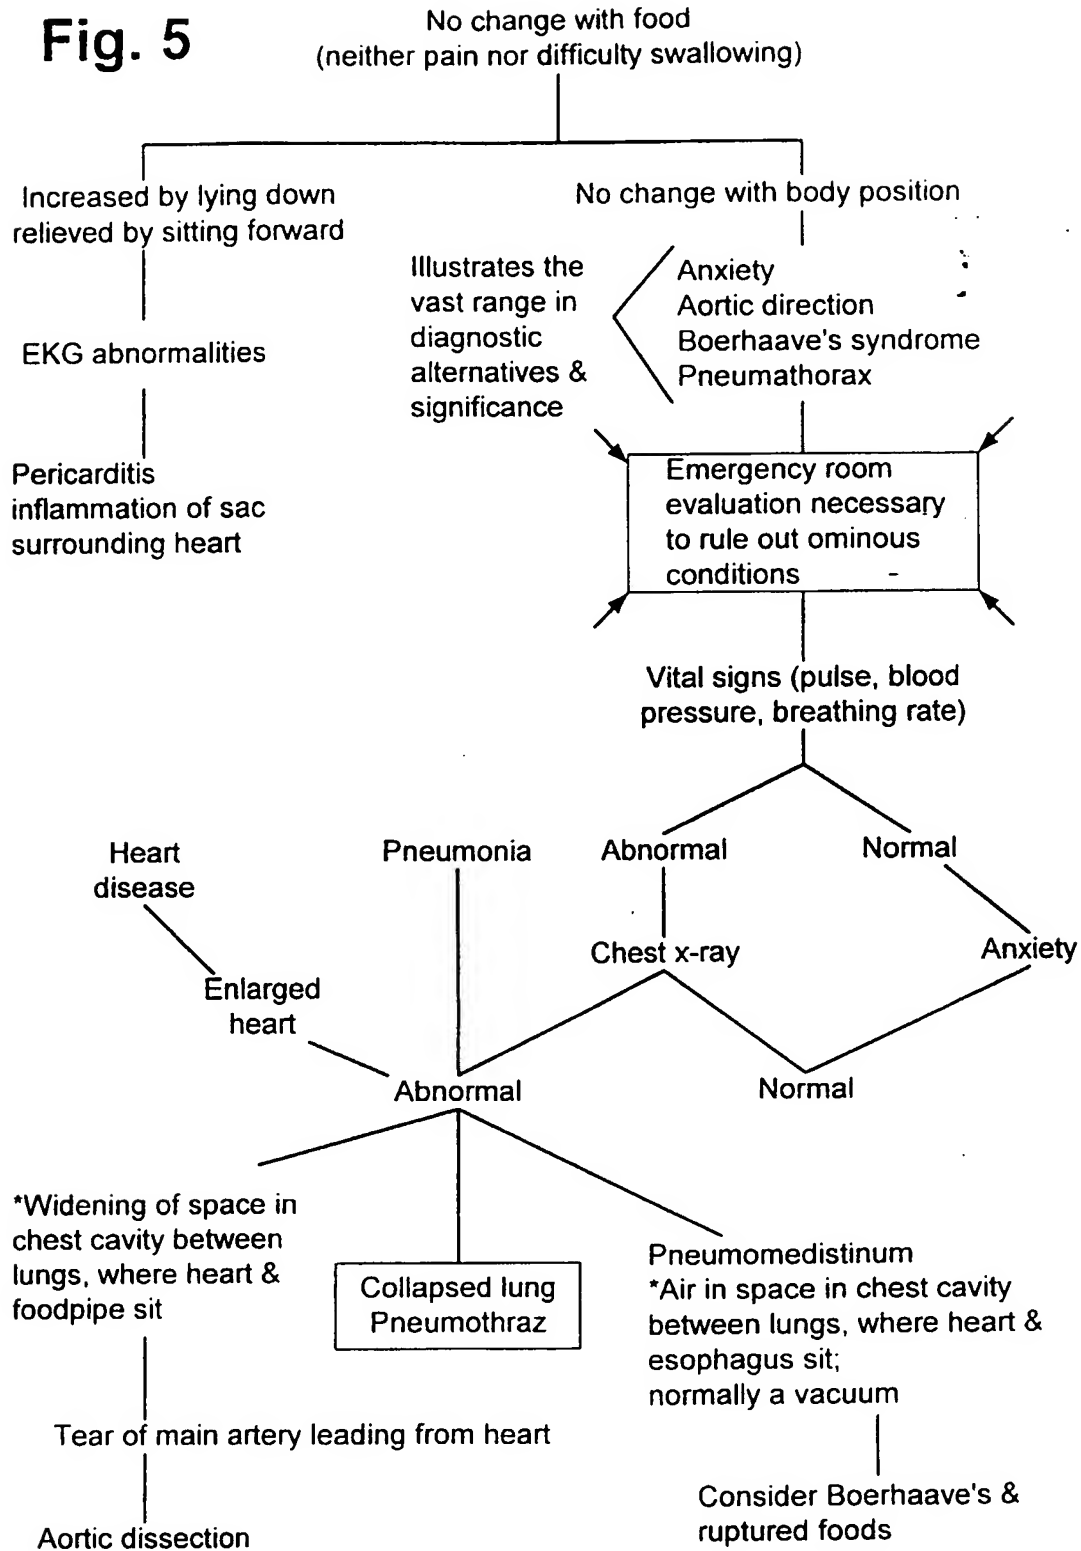 Fig. 5
No change with food
(neither pain nor difficulty swallowing)
Increased by lying down
relieved by sitting forward
No change with body position
Illustrates the
vast range in
diagnostic
alternatives &
significance
Anxiety
Aortic direction
Boerhaave's syndrome
Pneumathorax
EKG abnormalities
Pericarditis
inflammation of sac
surrounding heart
Emergency room
evaluation necessary
to rule out ominous
conditions
Vital signs (pulse, blood
pressure, breathing rate)
Heart
disease
Pneumonia
Abnormal
Normal
Chest x-ray
Anxiety
Enlarged
heart
Abnormal
Normal
*Widening of space in
chest cavity between
lungs, where heart &
foodpipe sit
Collapsed lung
Pneumothraz
Pneumomedistinum
*Air in space in chest cavity
between lungs, where heart &
esophagus sit;
normally a vacuum
Tear of main artery leading from heart
Aortic dissection
Consider Boerhaave's &
ruptured foods